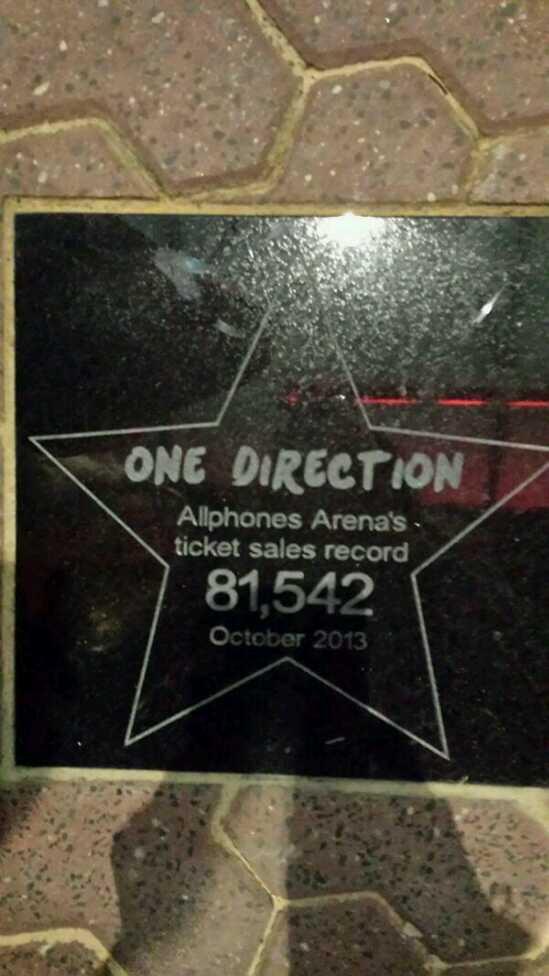 ONE DIRECTION
Allphones Arena's
ticket sales record
81,542
October 2013